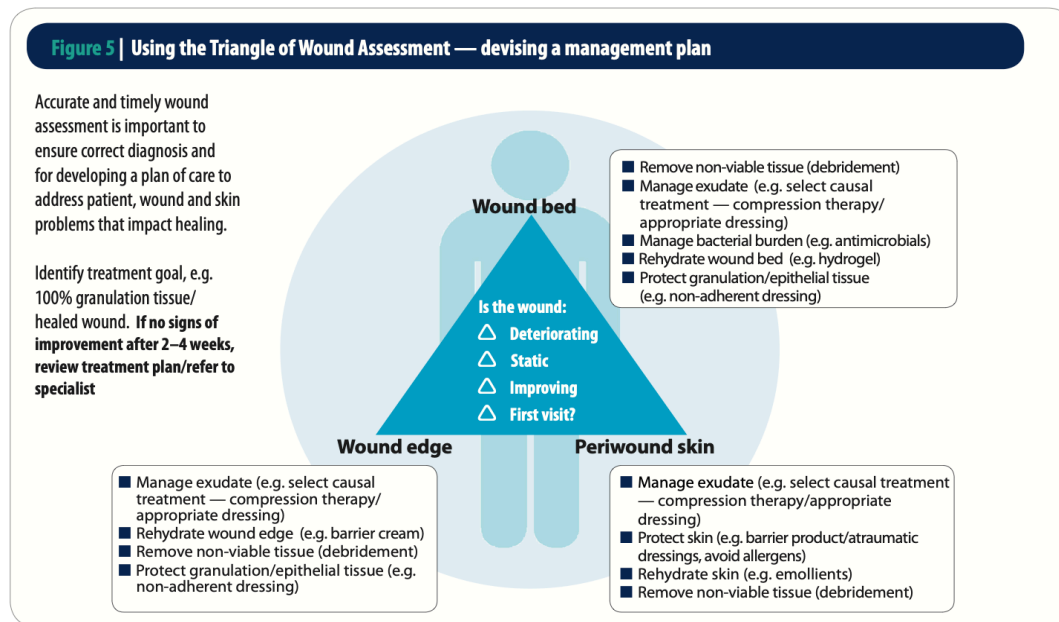 Figure 5 | Using the Triangle of Wound Assessment — devising a management plan
Accurate and timely wound
assessment is important to
ensure correct diagnosis and
for developing a plan of care to
address patient, wound and skin
problems that impact healing.
Identify treatment goal, e.g.
100% granulation tissue/
healed wound. If no signs of
improvement after 2–4 weeks,
review treatment plan/refer to
specialist
Wound bed
Remove non-viable tissue (debridement)
Manage exudate (e.g. select causal
treatment — compression therapy/
appropriate dressing)
Manage bacterial burden (e.g. antimicrobials)
Rehydrate wound bed (e.g. hydrogel)
Protect granulation/epithelial tissue
(e.g. non-adherent dressing)
Is the wound:
Deteriorating
Static
Improving
First visit?
Wound edge
Manage exudate (e.g. select causal
treatment — compression therapy/
appropriate dressing)
Rehydrate wound edge (e.g. barrier cream)
Remove non-viable tissue (debridement)
Protect granulation/epithelial tissue (e.g.
non-adherent dressing)
Periwound skin
Manage exudate (e.g. select causal treatment
— compression therapy/appropriate
dressing)
Protect skin (e.g. barrier product/atraumatic
dressings, avoid allergens)
Rehydrate skin (e.g. emollients)
Remove non-viable tissue (debridement)